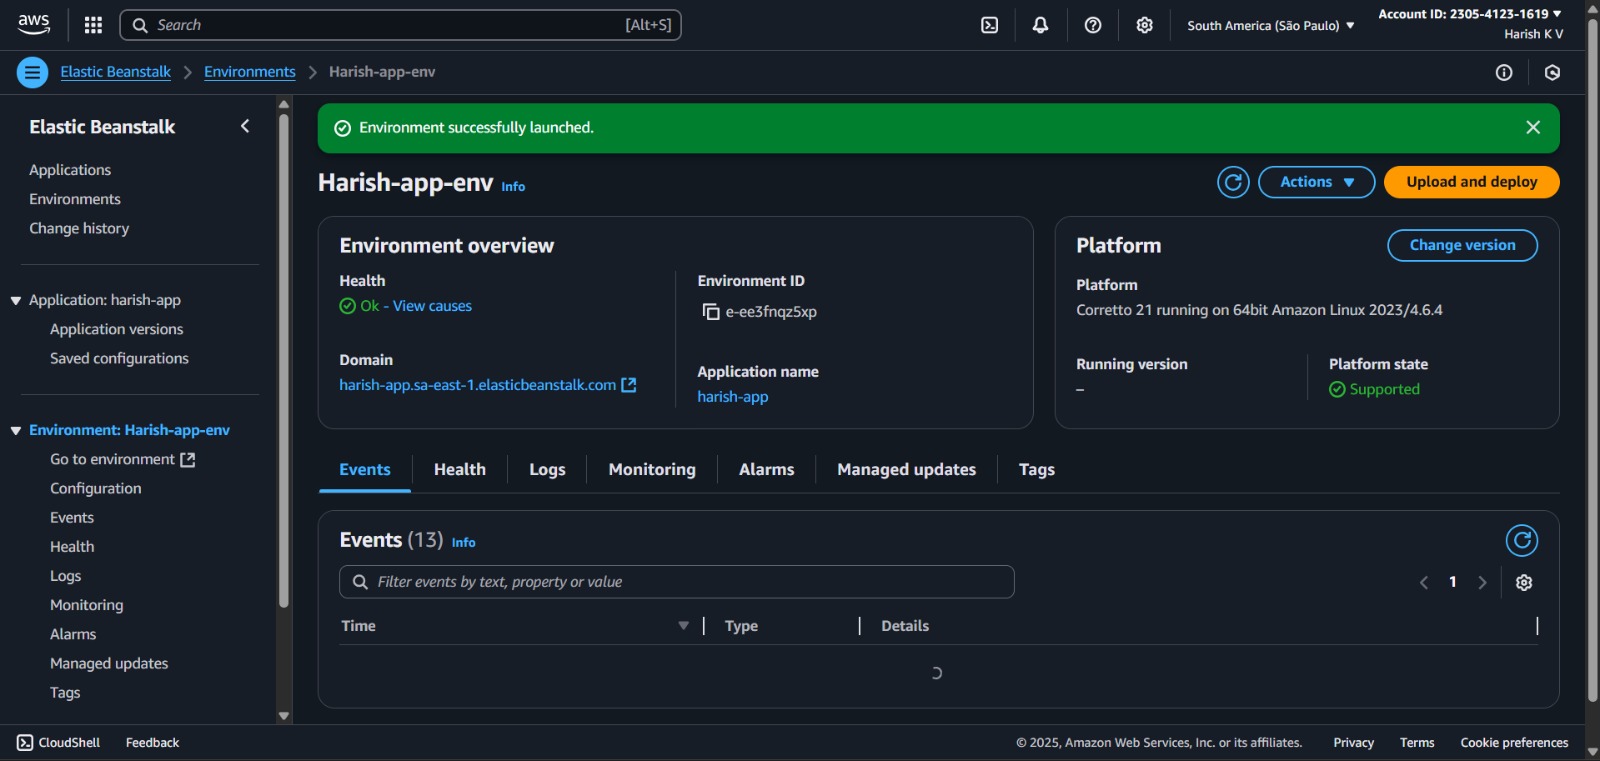 aws
Search [Alt+S]
South America (São Paulo) ▼
Account ID: 2305-4123-1619 ▼
Harish K V
Elastic Beanstalk > Environments > Harish-app-env
Elastic Beanstalk
Applications
Environments
Change history
Application: harish-app
Application versions
Saved configurations
Environment: Harish-app-env
Go to environment
Configuration
Events
Health
Logs
Monitoring
Alarms
Managed updates
Tags
Environment successfully launched.
Harish-app-env Info
Actions ▼
Upload and deploy
Environment overview
Health
Ok - View causes
Domain
harish-app.sa-east-1.elasticbeanstalk.com
Environment ID
e-ee3fnqz5xp
Application name
harish-app
Platform
Change version
Platform
Corretto 21 running on 64bit Amazon Linux 2023/4.6.4
Running version
–
Platform state
Supported
Events Health Logs Monitoring Alarms Managed updates Tags
Events (13) Info
Filter events by text, property or value
1
Time Type Details
CloudShell Feedback
© 2025, Amazon Web Services, Inc. or its affiliates. Privacy Terms Cookie preferences